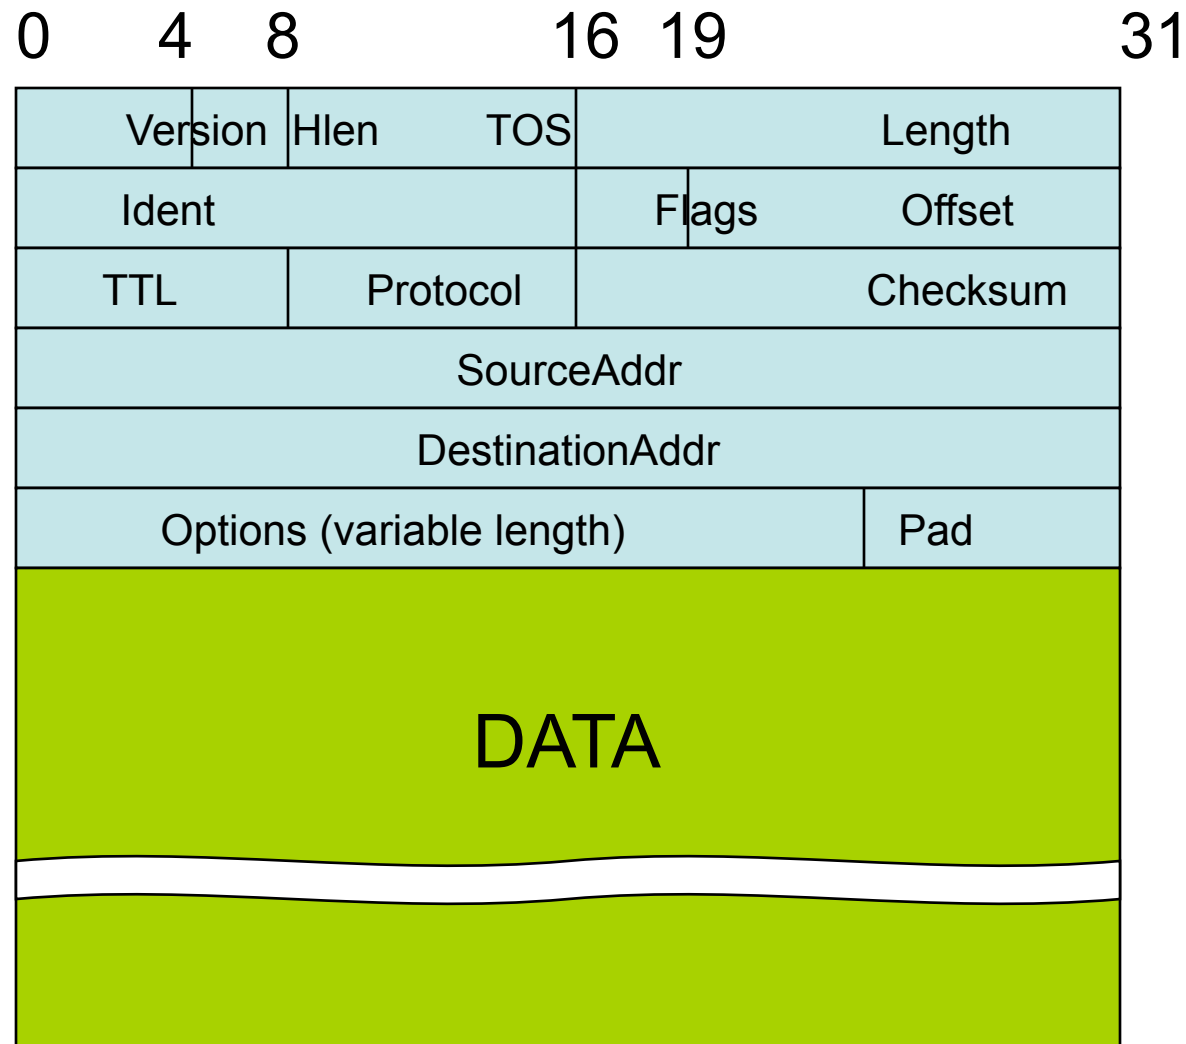 0 4 8 16 19 31
Version Hlen TOS Length
Ident Flags Offset
TTL Protocol Checksum
SourceAddr
DestinationAddr
Options (variable length) Pad
DATA